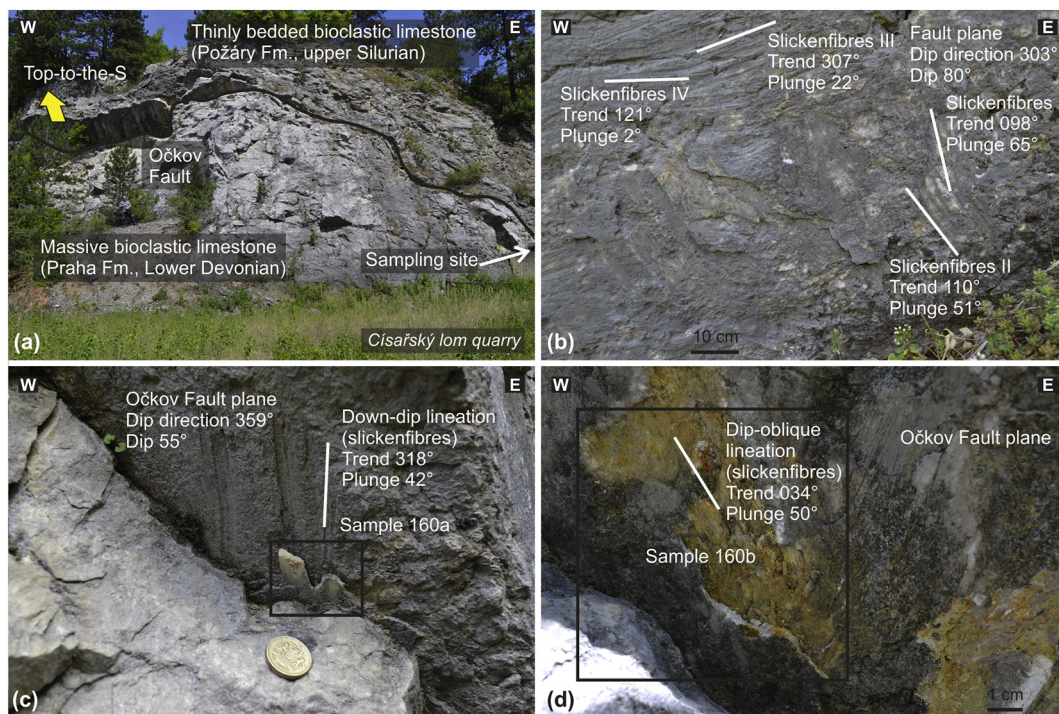 W
E
Thinly bedded bioclastic limestone
(Požáry Fm., upper Silurian)
Top-to-the-S
Očkov
Fault
Massive bioclastic limestone
(Praha Fm., Lower Devonian)
Sampling site
(a)
Císařský lom quarry
W
E
Slickenfibres III
Trend 307°
Plunge 22°
Fault plane
Dip direction 303°
Dip 80°
Slickenfibres IV
Trend 121°
Plunge 2°
Slickenfibres I
Trend 098°
Plunge 65°
Slickenfibres II
Trend 110°
Plunge 51°
10 cm
(b)
W
E
Očkov Fault plane
Dip direction 359°
Dip 55°
Down-dip lineation
(slickenfibres)
Trend 318°
Plunge 42°
Sample 160a
(c)
W
E
Dip-oblique
lineation
(slickenfibres)
Trend 034°
Plunge 50°
Očkov Fault plane
Sample 160b
1 cm
(d)